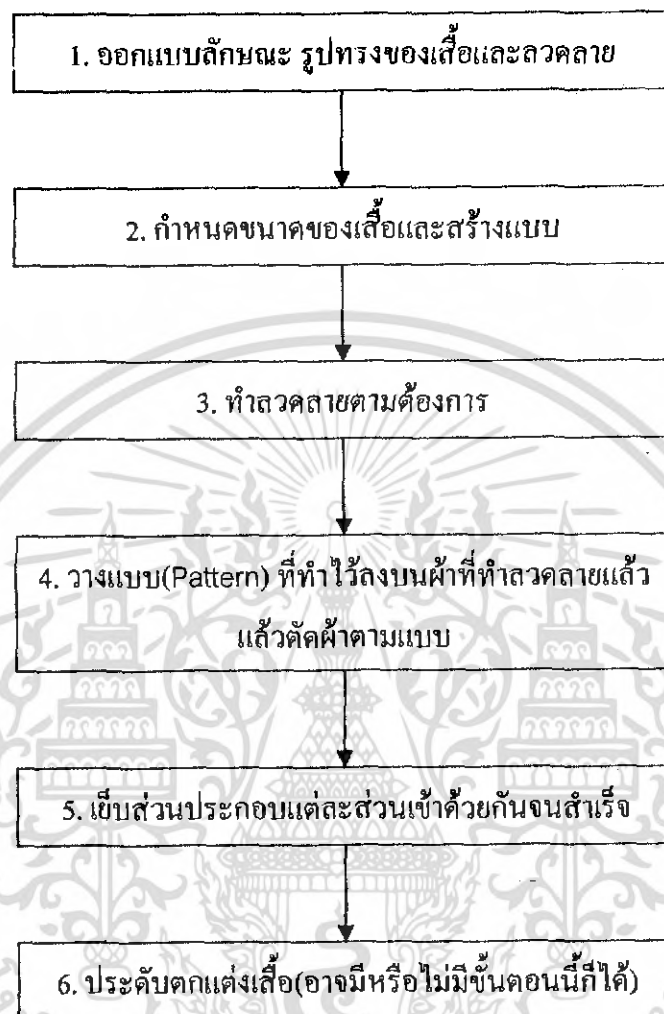 1. ออกแบบลักษณะ รูปทรงของเสื้อและลวดลาย
2. กำหนดขนาดของเสื้อและสร้างแบบ
3. ทำลวดลายตามต้องการ
4. วางแบบ(Pattern) ที่ทำไว้ลงบนผ้าที่ทำลวดลายแล้ว
แล้วตัดผ้าตามแบบ
5. เย็บส่วนประกอบแต่ละส่วนเข้าด้วยกันจนสำเร็จ
6. ประดับตกแต่งเสื้อ(อาจมีหรือไม่มีขั้นตอนนี้ก็ได้)